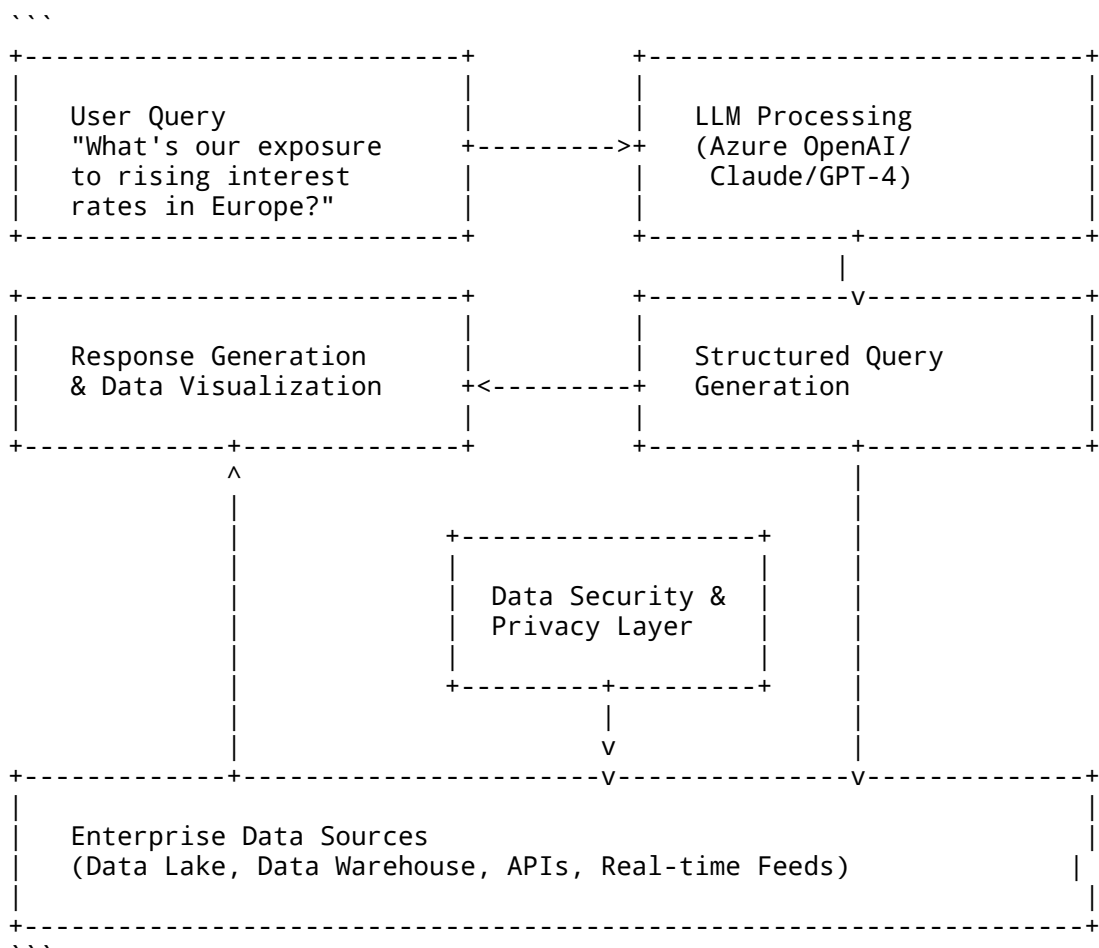 ```
User Query
"What's our exposure
to rising interest
rates in Europe?"
LLM Processing
(Azure OpenAI/
Claude/GPT-4)
Response Generation
& Data Visualization
Structured Query
Generation
Data Security &
Privacy Layer
Enterprise Data Sources
(Data Lake, Data Warehouse, APIs, Real-time Feeds)
```